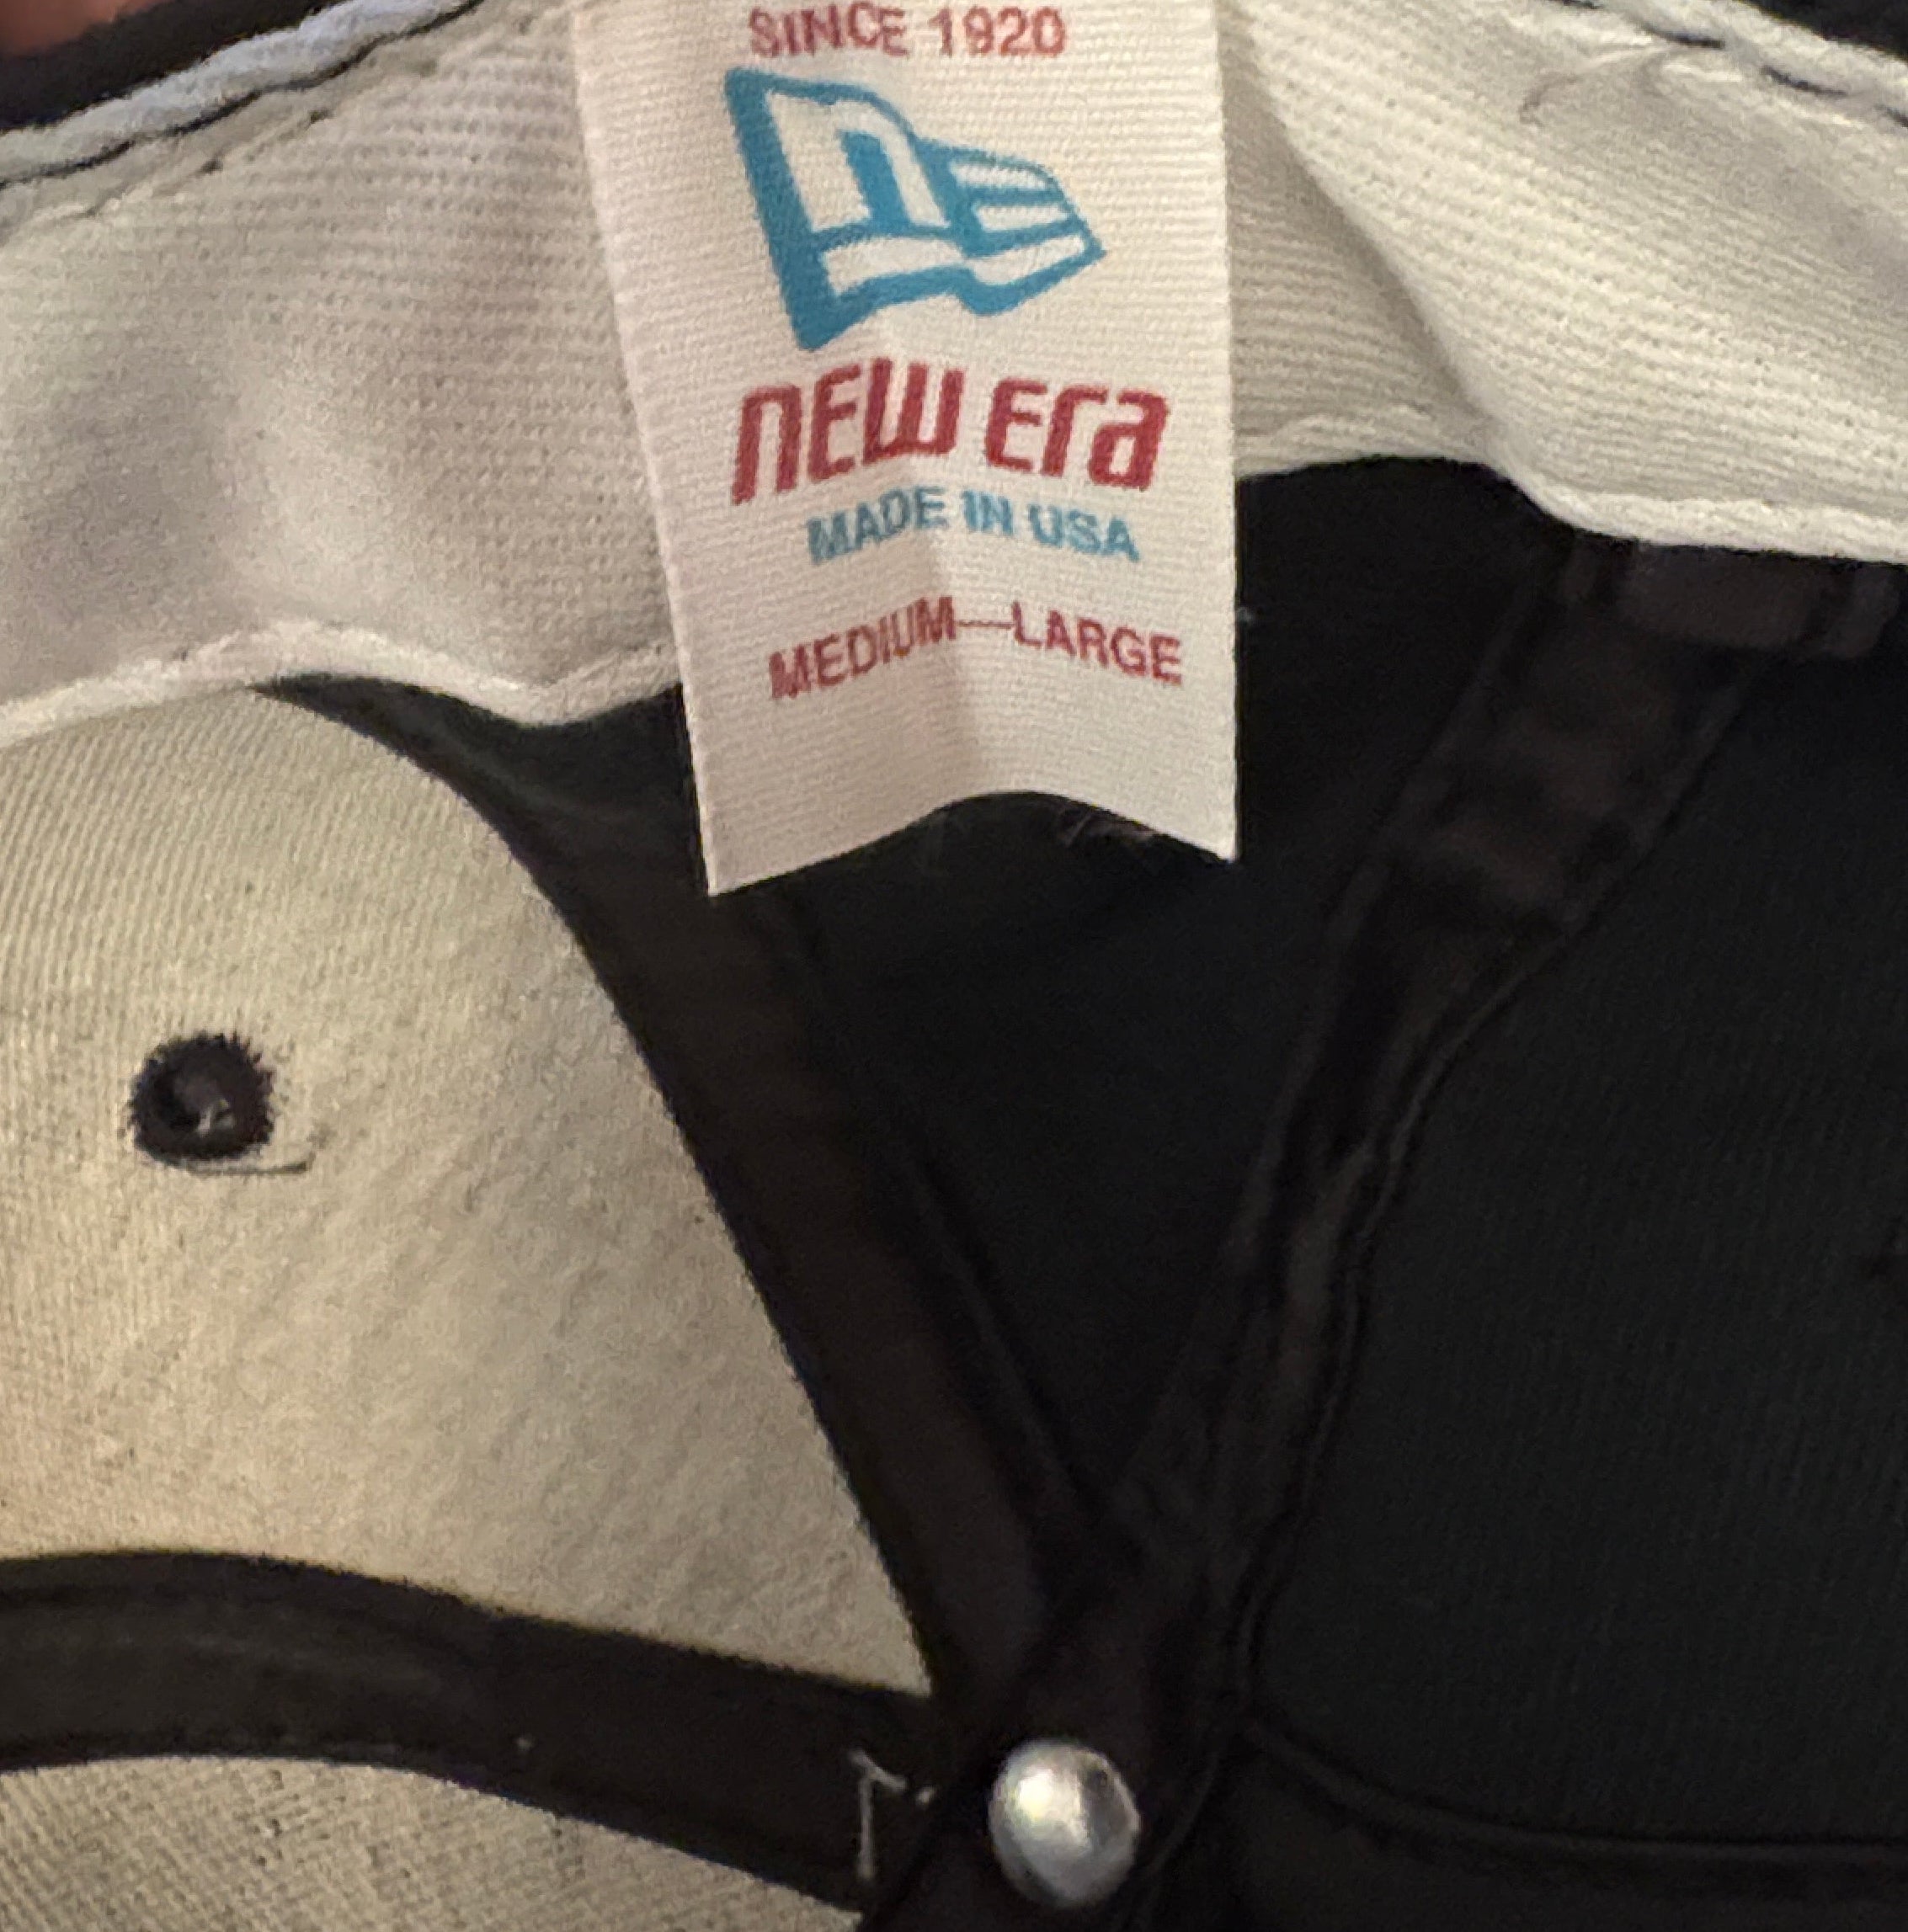 SINCE 1920
new era
MADE IN USA
MEDIUM—LARGE